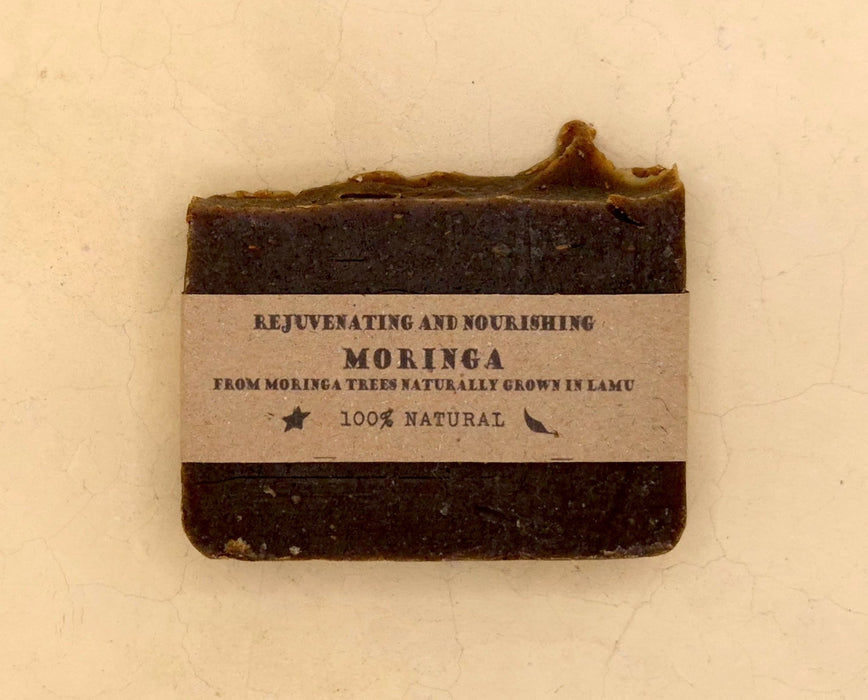 REJUVENATING AND NOURISHING
MORINGA
FROM MORINGA TREES NATURALLY GROWN IN LAMU
100% NATURAL